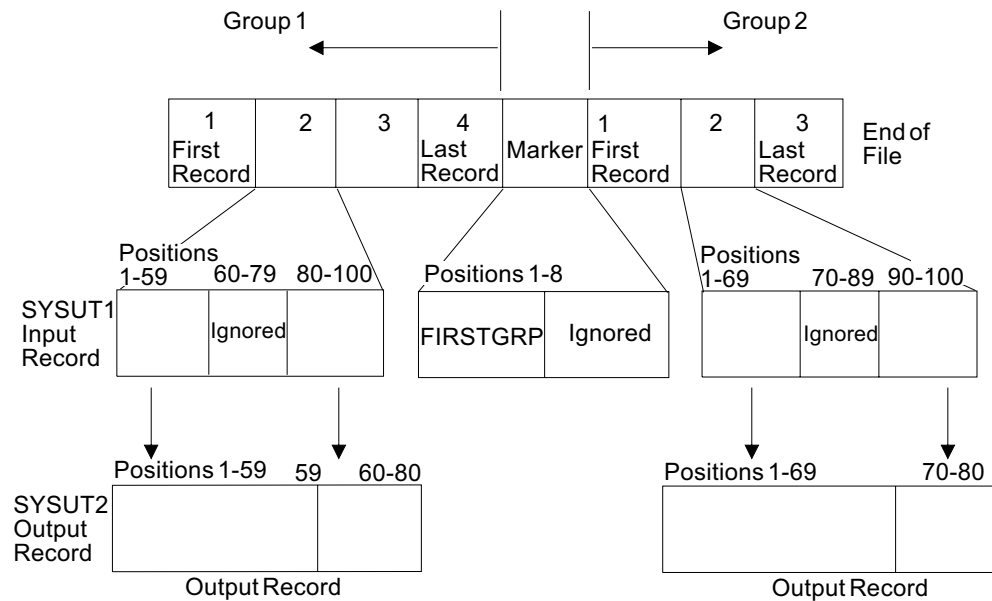 Group 1
Group 2
1 2 3 4 1 2 3
First Record
Last Record
Marker
First Record
Last Record
End of File
Positions 1-59 60-79 80-100
Positions 1-8
Positions 1-69 70-89 90-100
SYSUT1 Input Record
Ignored
FIRSTGRP
Ignored
Ignored
Positions 1-59 59 60-80
Positions 1-69 70-80
SYSUT2 Output Record
Output Record
Output Record